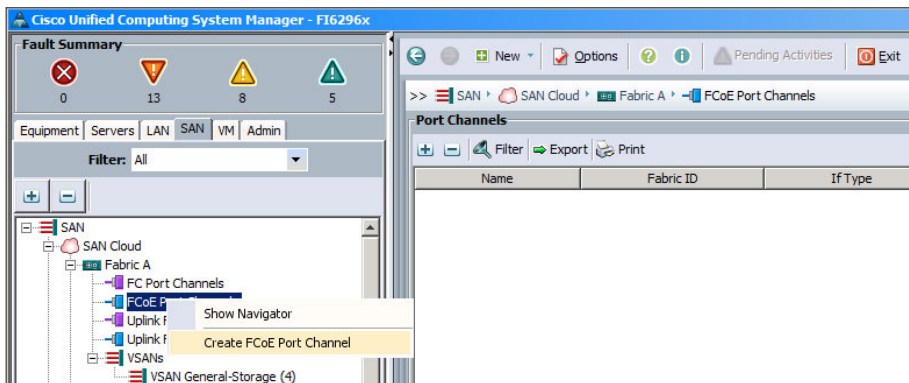 Cisco Unified Computing System Manager - FI6296x
Fault Summary
0 13 8 5
New Options Pending Activities Exit
>> SAN SAN Cloud Fabric A FCoE Port Channels
Equipment Servers LAN SAN VM Admin
Filter: All
Port Channels
Filter Export Print
Name Fabric ID If Type
SAN
SAN Cloud
Fabric A
FC Port Channels
FCoE
Show Navigator
Uplink
Uplink
Create FCoE Port Channel
VSANs
VSAN General-Storage (4)